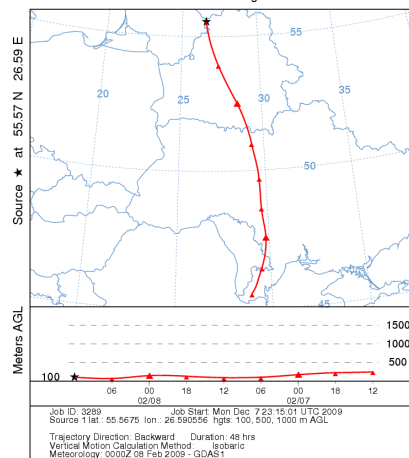 55
20
25
30
50
35
45
Source ★ at 55.57 N 26.59 E
Meters AGL
1500
1000
500
100
06 00 18 12 06 00 18 12
02/08 02/07
Job ID: 3289 Job Start: Mon Dec 7 23:15:01 UTC 2009
Source 1 lat.: 55.5675 lon.: 26.590556 hgts: 100, 500, 1000 m AGL
Trajectory Direction: Backward Duration: 48 hrs
Vertical Motion Calculation Method: Isobaric
Meteorology: 0000Z 08 Feb 2009 - GDAS1